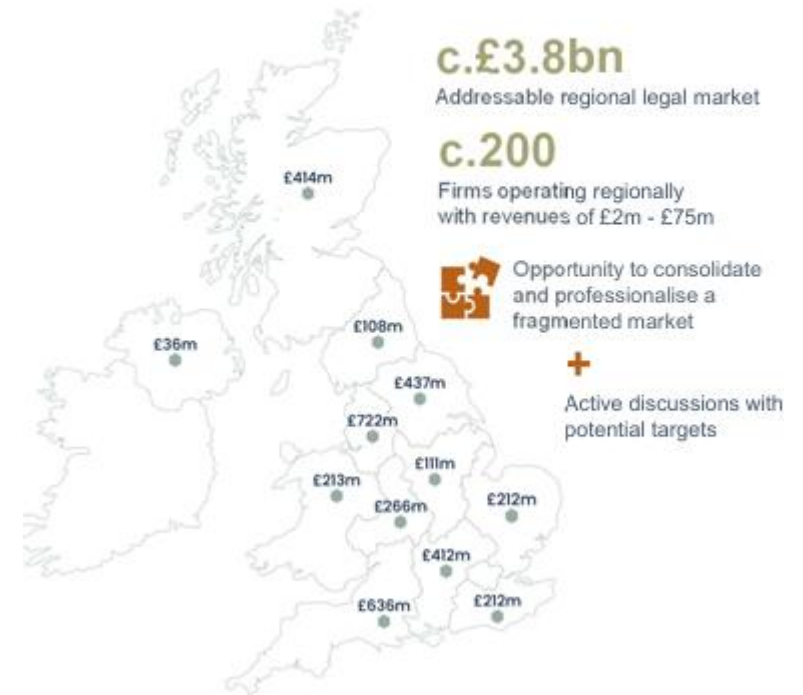 c.£3.8bn
Addressable regional legal market
c.200
Firms operating regionally
with revenues of £2m - £75m
Opportunity to consolidate
and professionalise a
fragmented market
+
Active discussions with
potential targets
£414m
£108m
£36m
£437m
£722m
£111m
£213m
£266m
£212m
£412m
£636m
£212m